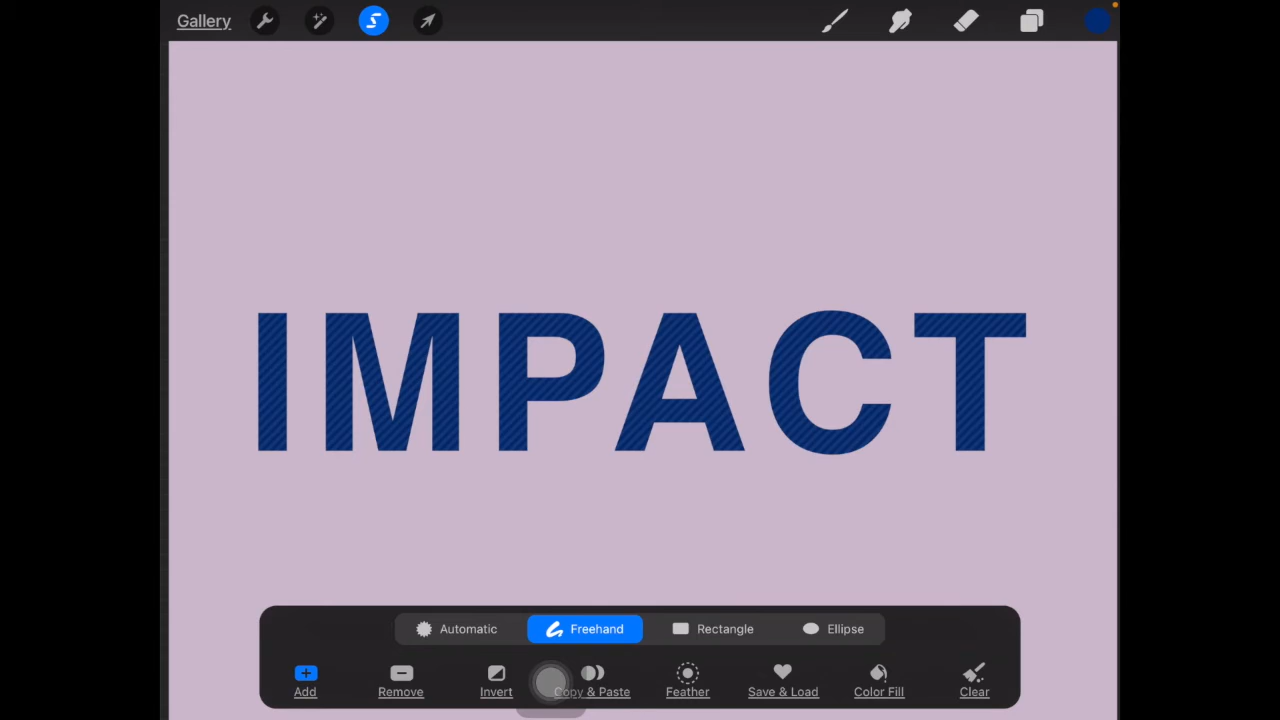 Gallery
IMPACT
Automatic Freehand Rectangle Ellipse
Add Remove Invert Copy & Paste Feather Save & Load Color Fill Clear